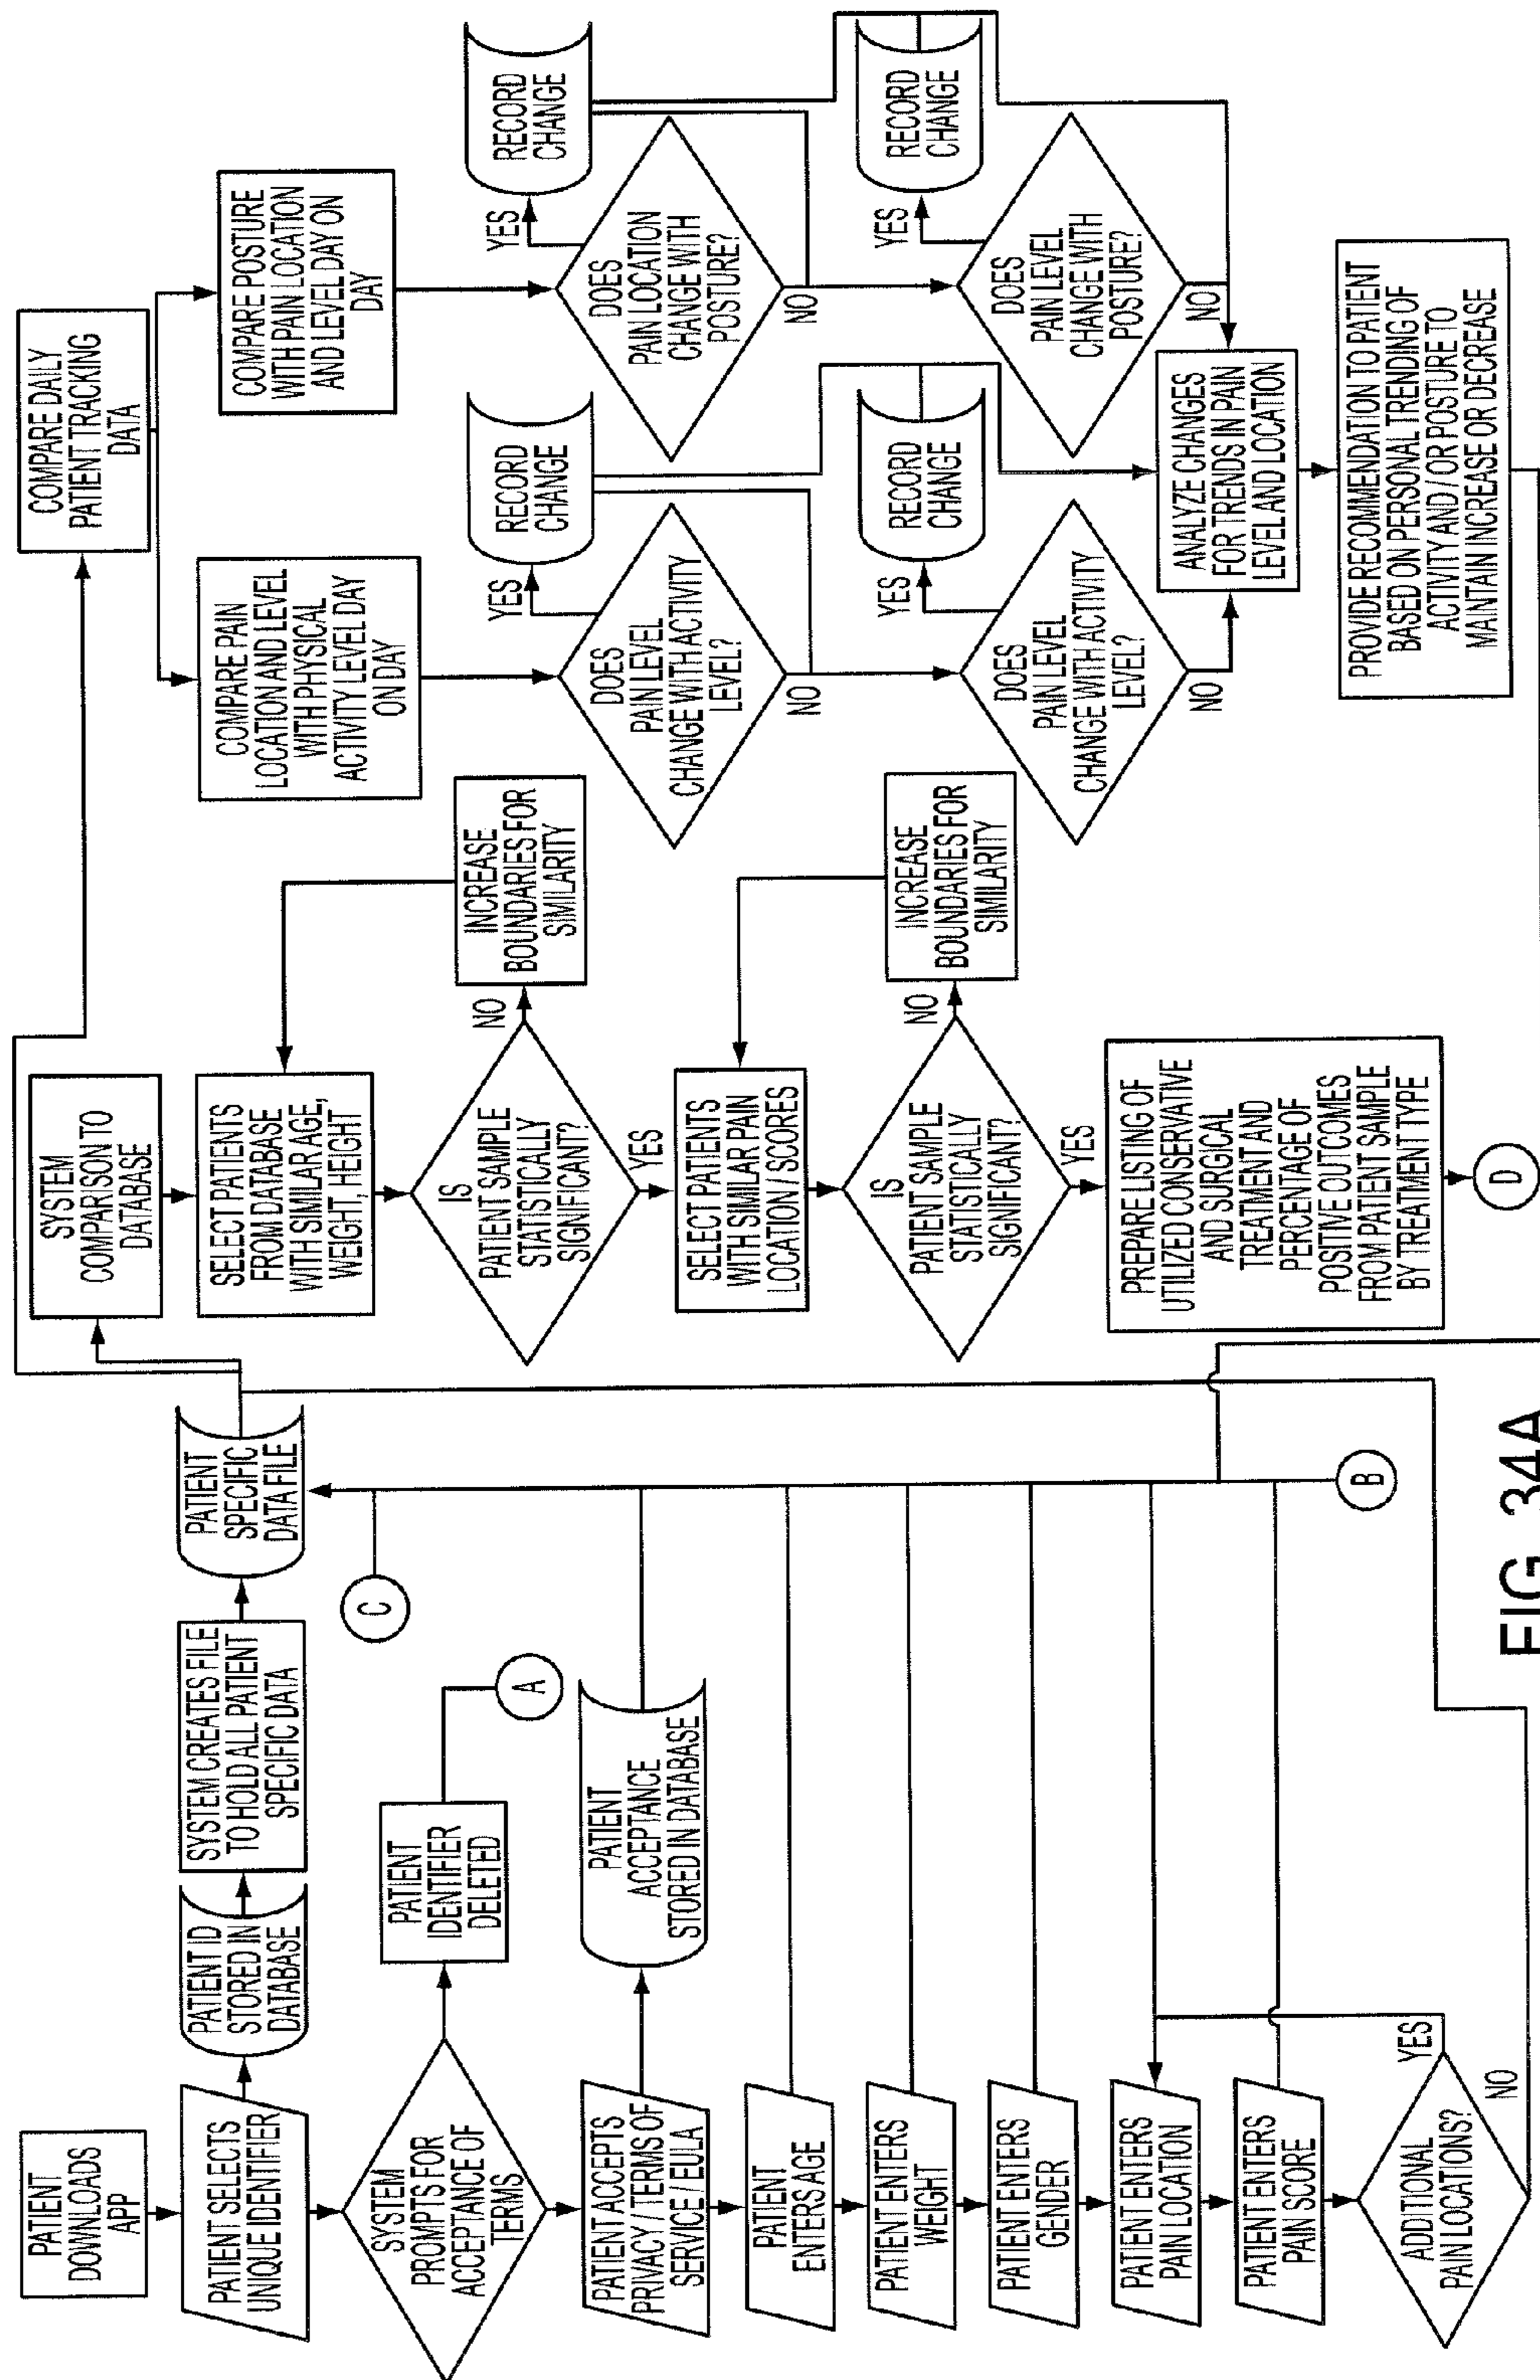 PATIENT
DOWNLOADS
APP
PATIENT SELECTS
UNIQUE IDENTIFIER
PATIENT ID
STORED IN
DATABASE
SYSTEM CREATES FILE
TO HOLD ALL PATIENT
SPECIFIC DATA
PATIENT
SPECIFIC
DATA FILE
SYSTEM
PROMPTS FOR
ACCEPTANCE OF
TERMS
PATIENT
IDENTIFIER
DELETED
A
C
PATIENT ACCEPTS
PRIVACY / TERMS OF
SERVICE / EULA
PATIENT
ACCEPTANCE
STORED IN DATABASE
PATIENT
ENTERS AGE
PATIENT ENTERS
WEIGHT
PATIENT ENTERS
GENDER
PATIENT ENTERS
PAIN LOCATION
PATIENT ENTERS
PAIN SCORE
ADDITIONAL
PAIN LOCATIONS?
YES
NO
B
SYSTEM
COMPARISON TO
DATABASE
SELECT PATIENTS
FROM DATABASE
WITH SIMILAR AGE,
WEIGHT, HEIGHT
IS
PATIENT SAMPLE
STATISTICALLY
SIGNIFICANT?
NO
INCREASE
BOUNDARIES FOR
SIMILARITY
YES
SELECT PATIENTS
WITH SIMILAR PAIN
LOCATION / SCORES
IS
PATIENT SAMPLE
STATISTICALLY
SIGNIFICANT?
NO
INCREASE
BOUNDARIES FOR
SIMILARITY
YES
PREPARE LISTING OF
UTILIZED CONSERVATIVE
AND SURGICAL
TREATMENT AND
PERCENTAGE OF
POSITIVE OUTCOMES
FROM PATIENT SAMPLE
BY TREATMENT TYPE
D
COMPARE DAILY
PATIENT TRACKING
DATA
COMPARE PAIN
LOCATION AND LEVEL
WITH PHYSICAL
ACTIVITY LEVEL DAY
ON DAY
DOES
PAIN LEVEL
CHANGE WITH ACTIVITY
LEVEL?
YES
RECORD
CHANGE
NO
DOES
PAIN LEVEL
CHANGE WITH ACTIVITY
LEVEL?
YES
RECORD
CHANGE
NO
COMPARE POSTURE
WITH PAIN LOCATION
AND LEVEL DAY ON
DAY
DOES
PAIN LOCATION
CHANGE WITH
POSTURE?
YES
RECORD
CHANGE
NO
DOES
PAIN LEVEL
CHANGE WITH
POSTURE?
YES
RECORD
CHANGE
NO
ANALYZE CHANGES
FOR TRENDS IN PAIN
LEVEL AND LOCATION
PROVIDE RECOMMENDATION TO PATIENT
BASED ON PERSONAL TRENDING OF
ACTIVITY AND / OR POSTURE TO
MAINTAIN INCREASE OR DECREASE
FIG. 34A